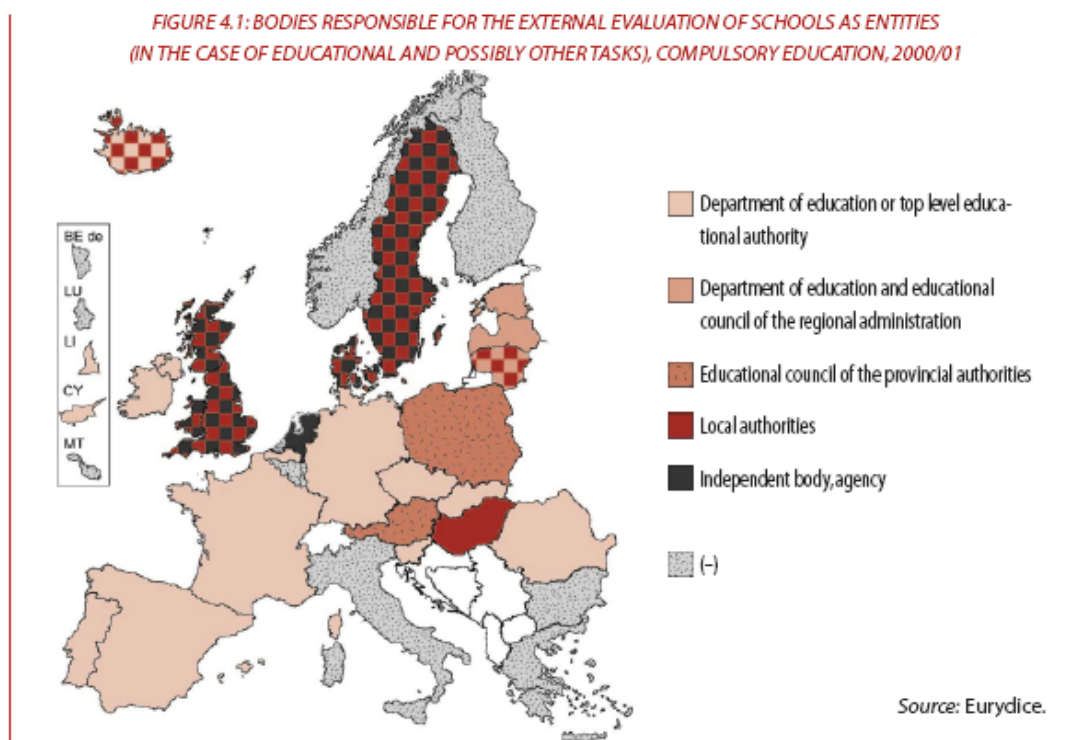 FIGURE 4.1: BODIES RESPONSIBLE FOR THE EXTERNAL EVALUATION OF SCHOOLS AS ENTITIES
(IN THE CASE OF EDUCATIONAL AND POSSIBLY OTHER TASKS), COMPULSORY EDUCATION, 2000/01
BE de
LU
LI
CY
MT
Department of education or top level educa-
tional authority
Department of education and educational
council of the regional administration
Educational council of the provincial authorities
Local authorities
Independent body, agency
(–)
Source: Eurydice.